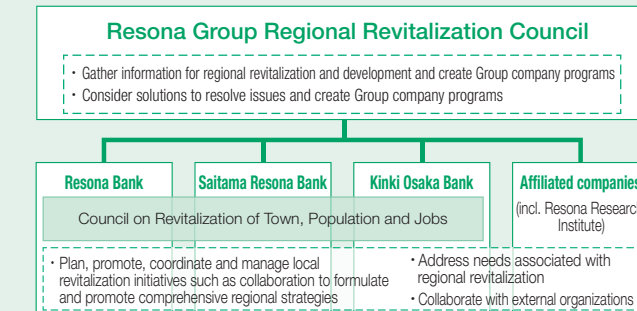 Resona Group Regional Revitalization Council
・Gather information for regional revitalization and development and create Group company programs
・Consider solutions to resolve issues and create Group company programs
Resona Bank
Saitama Resona Bank
Kinki Osaka Bank
Affiliated companies
(incl. Resona Research
Institute)
Council on Revitalization of Town, Population and Jobs
・Plan, promote, coordinate and manage local
revitalization initiatives such as collaboration to formulate
and promote comprehensive regional strategies
・Address needs associated with
regional revitalization
・Collaborate with external organizations